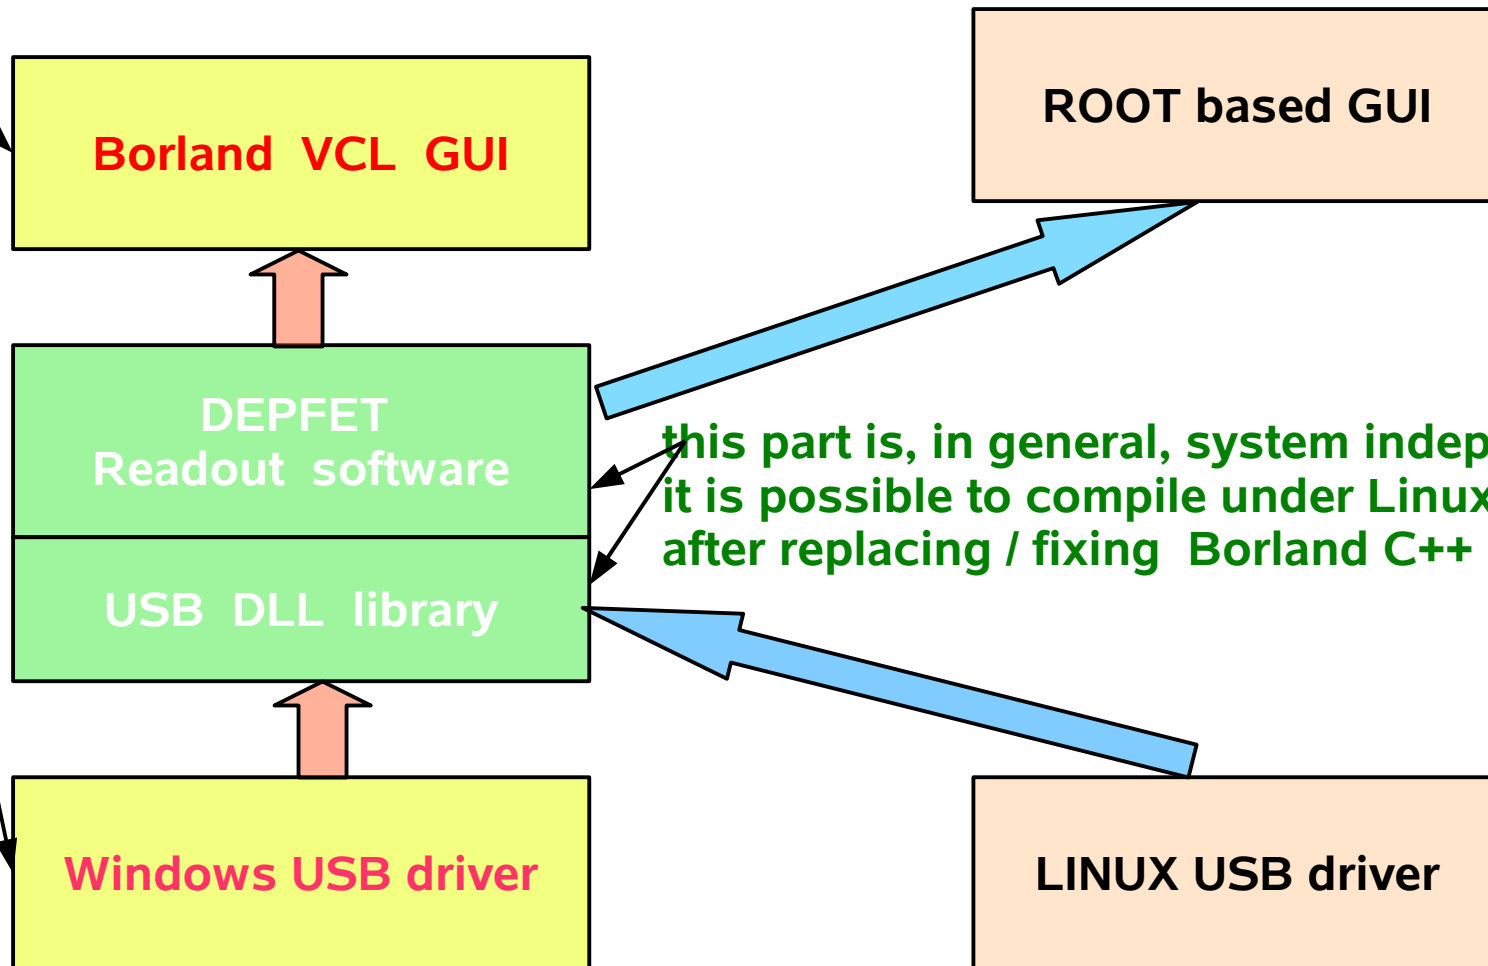 ROOT based GUI
Borland VCL GUI
DEPFET
Readout software
this part is, in general, system indep
it is possible to compile under Linux
after replacing / fixing Borland C++
USB DLL library
Windows USB driver
LINUX USB driver